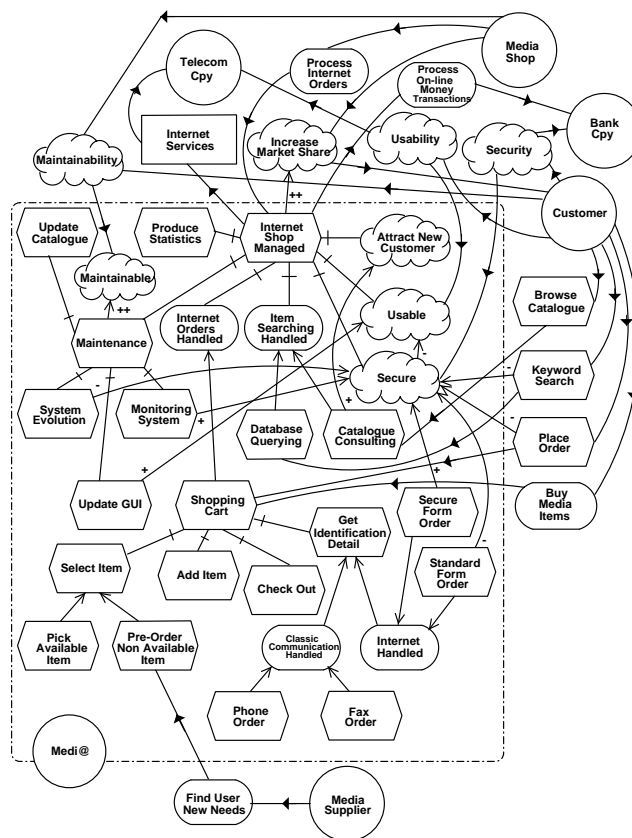 Media
Shop
Telecom
Cpy
Process
Internet
Orders
Process
On-line
Money
Transactions
Bank
Cpy
Internet
Services
Increase
Market Share
Usability
Security
Maintainability
++
Customer
Update
Catalogue
Produce
Statistics
Internet
Shop
Managed
Attract New
Customer
Maintainable
++
Browse
Catalogue
Usable
Internet
Orders
Handled
Item
Searching
Handled
Maintenance
-
Keyword
Search
Secure
-
-
+
System
Evolution
Monitoring
System
+
Database
Querying
Catalogue
Consulting
-
Place
Order
+
+
Update GUI
Shopping
Cart
Secure
Form
Order
Buy
Media
Items
Get
Identification
Detail
-
Select Item
Add Item
Check Out
Standard
Form
Order
Pick
Available
Item
Pre-Order
Non Available
Item
Classic
Communication
Handled
Internet
Handled
Phone
Order
Fax
Order
Medi@
Find User
New Needs
Media
Supplier